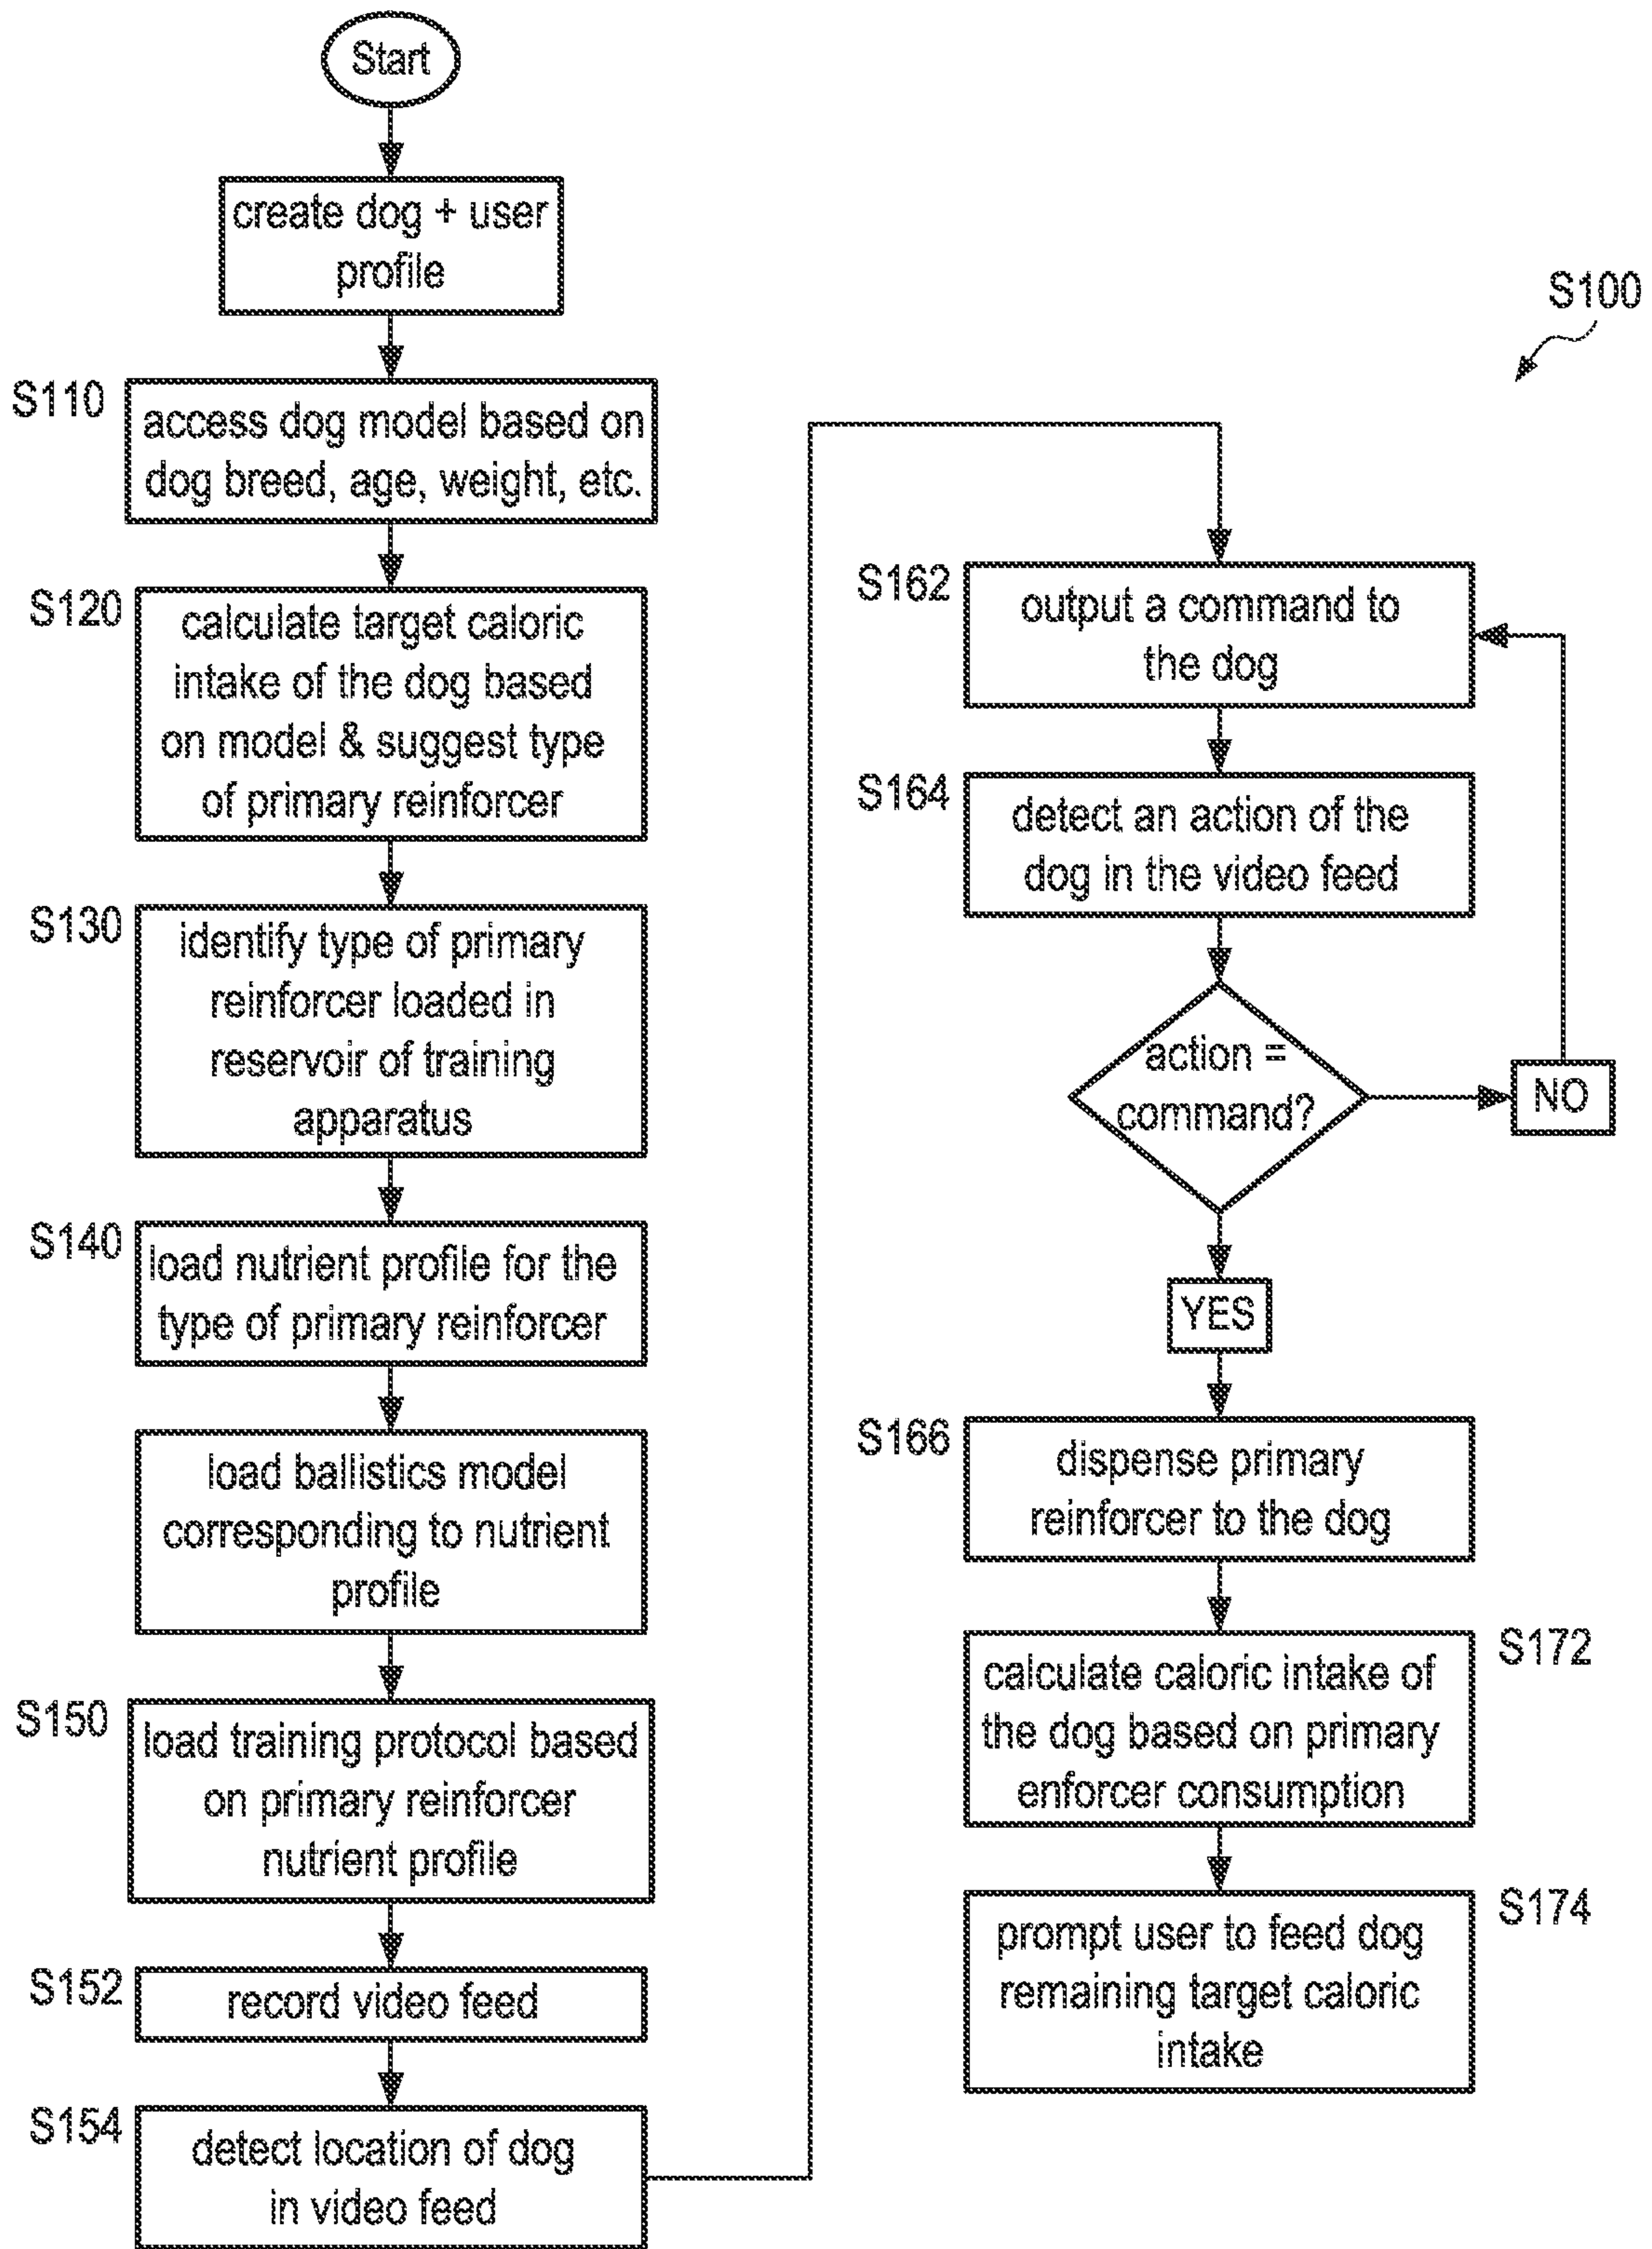 Start
create dog + user
profile
S100
S110
access dog model based on
dog breed, age, weight, etc.
S120
calculate target caloric
intake of the dog based
on model & suggest type
of primary reinforcer
S130
identify type of primary
reinforcer loaded in
reservoir of training
apparatus
S140
load nutrient profile for the
type of primary reinforcer
load ballistics model
corresponding to nutrient
profile
S150
load training protocol based
on primary reinforcer
nutrient profile
S152
record video feed
S154
detect location of dog
in video feed
S162
output a command to
the dog
S164
detect an action of the
dog in the video feed
action =
command?
NO
YES
S166
dispense primary
reinforcer to the dog
S172
calculate caloric intake of
the dog based on primary
enforcer consumption
S174
prompt user to feed dog
remaining target caloric
intake